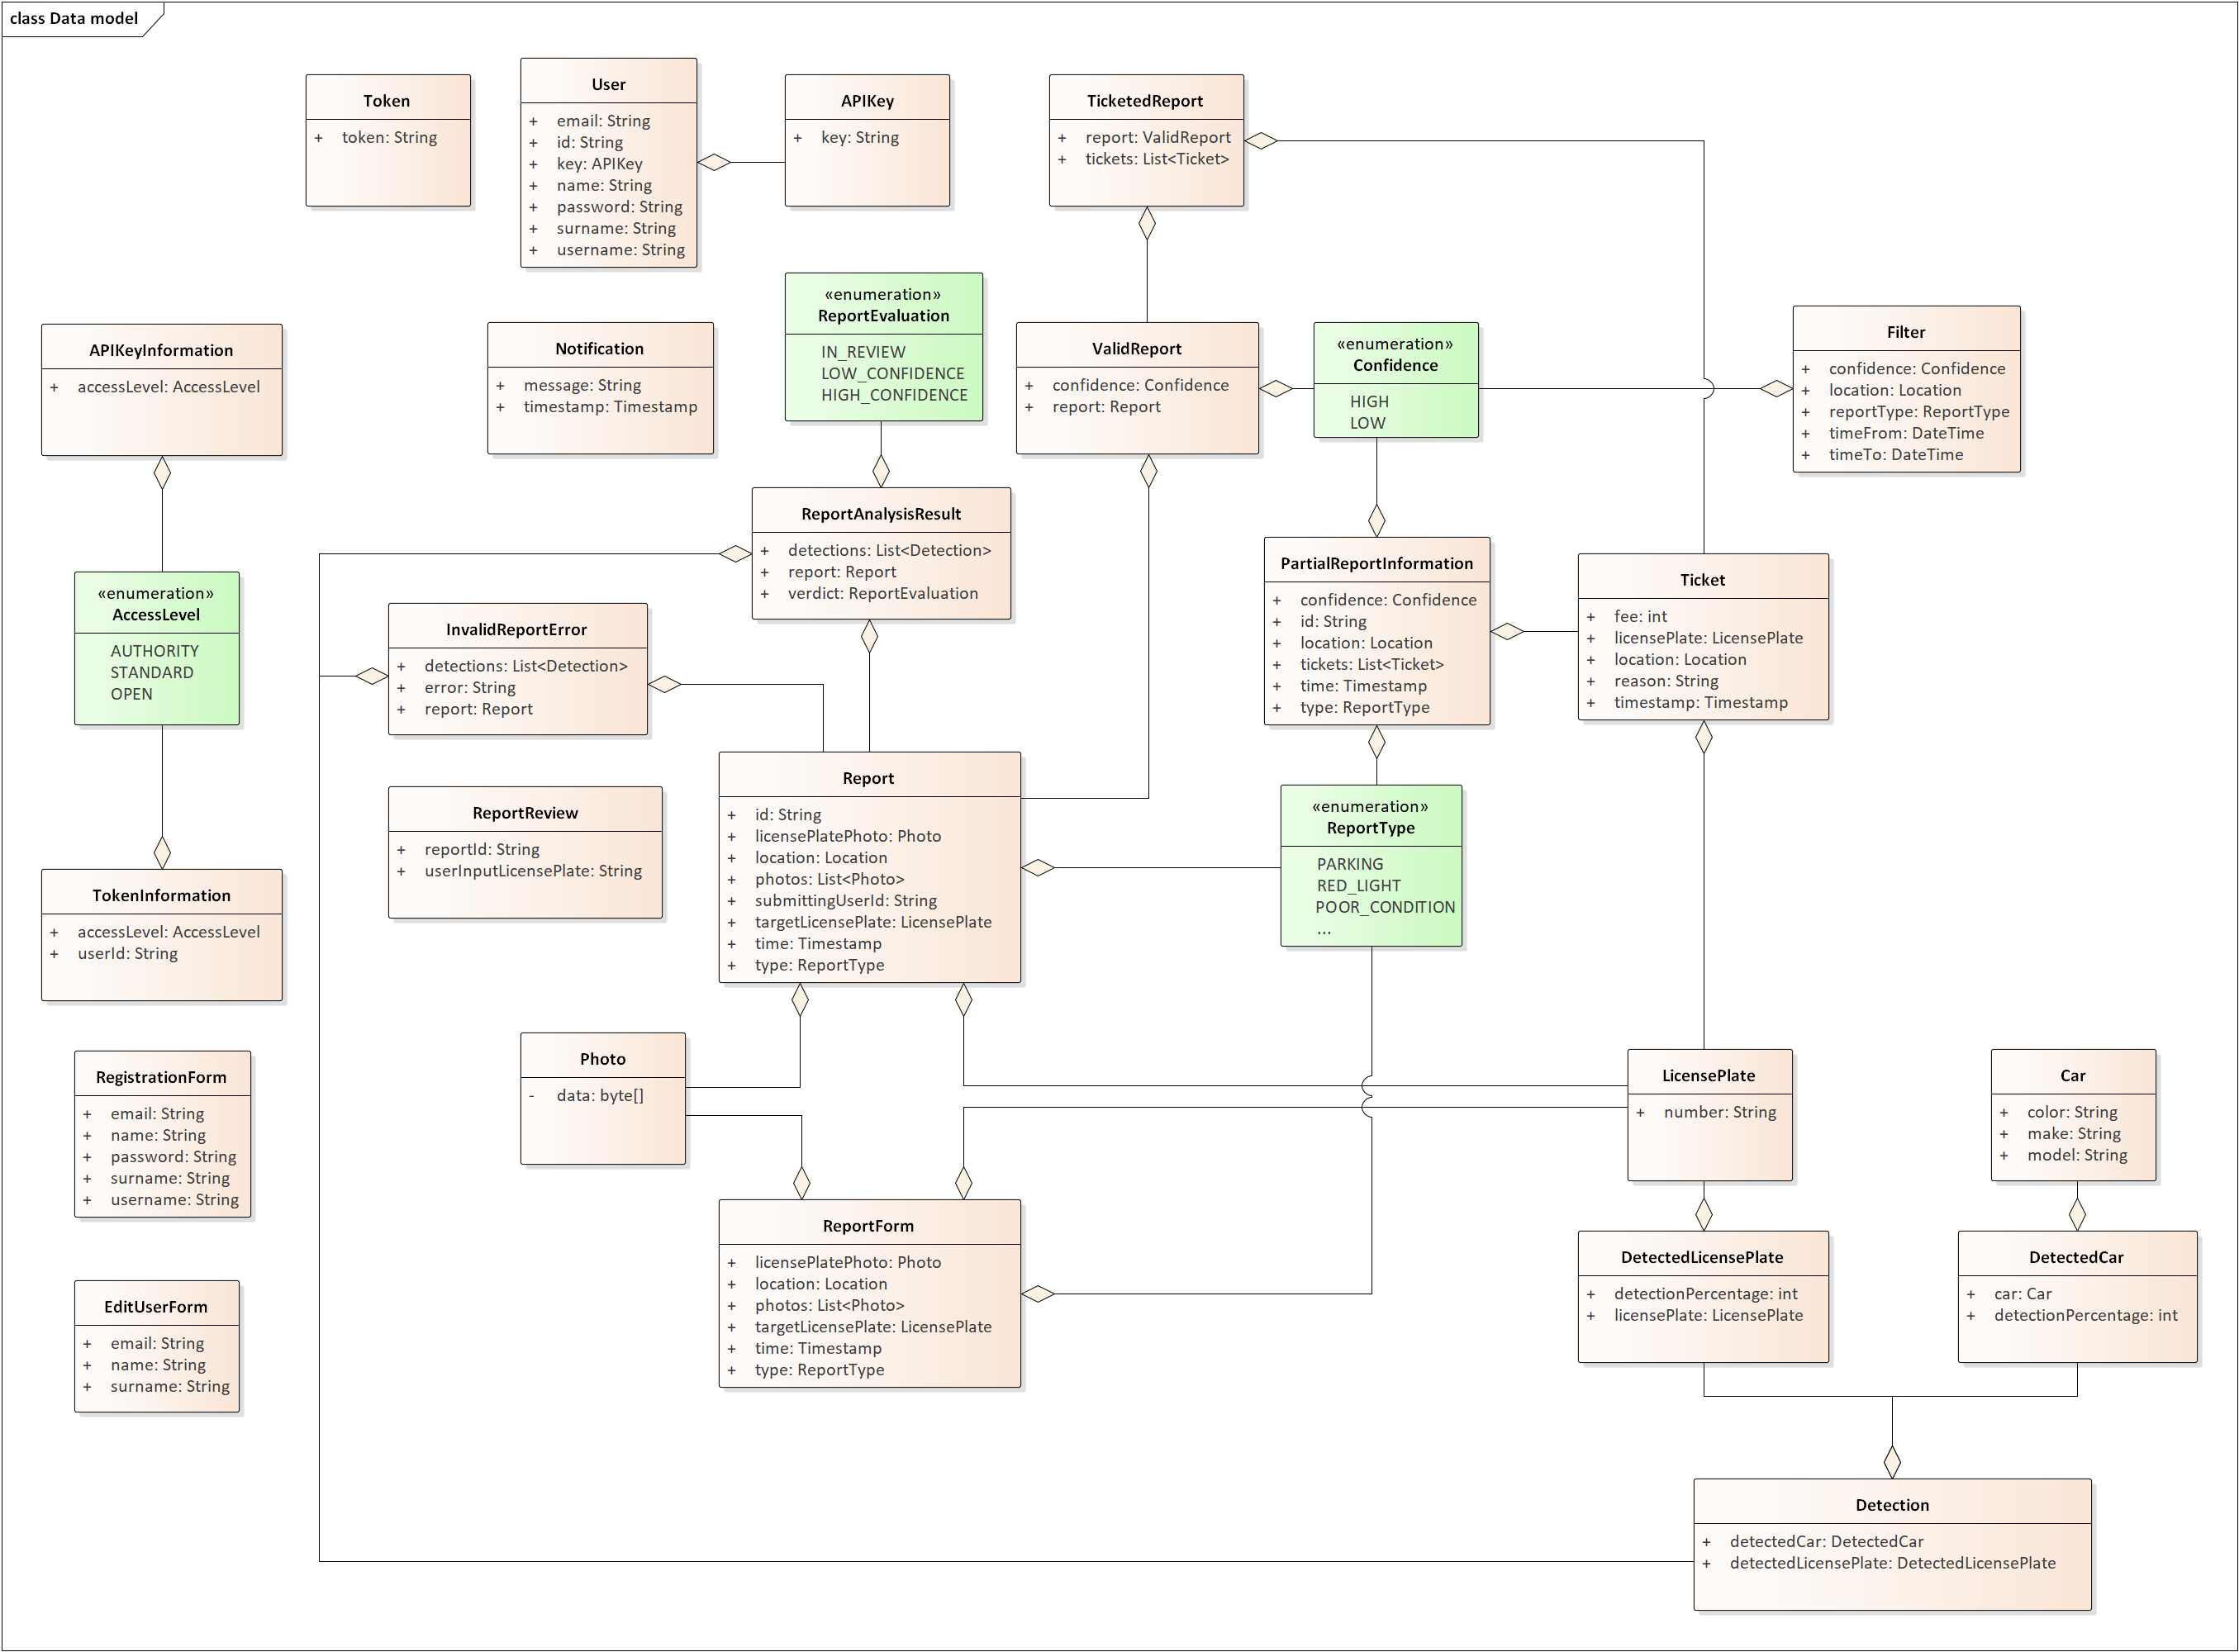 class Data model
Token
+ token: String
User
+ email: String
+ id: String
+ key: APIKey
+ name: String
+ password: String
+ surname: String
+ username: String
APIKey
+ key: String
TicketedReport
+ report: ValidReport
+ tickets: List<Ticket>
«enumeration»
ReportEvaluation
IN_REVIEW
LOW_CONFIDENCE
HIGH_CONFIDENCE
APIKeyInformation
+ accessLevel: AccessLevel
Notification
+ message: String
+ timestamp: Timestamp
ValidReport
+ confidence: Confidence
+ report: Report
«enumeration»
Confidence
HIGH
LOW
Filter
+ confidence: Confidence
+ location: Location
+ reportType: ReportType
+ timeFrom: DateTime
+ timeTo: DateTime
ReportAnalysisResult
+ detections: List<Detection>
+ report: Report
+ verdict: ReportEvaluation
PartialReportInformation
+ confidence: Confidence
+ id: String
+ location: Location
+ tickets: List<Ticket>
+ time: Timestamp
+ type: ReportType
Ticket
+ fee: int
+ licensePlate: LicensePlate
+ location: Location
+ reason: String
+ timestamp: Timestamp
«enumeration»
AccessLevel
AUTHORITY
STANDARD
OPEN
InvalidReportError
+ detections: List<Detection>
+ error: String
+ report: Report
Report
+ id: String
+ licensePlatePhoto: Photo
+ location: Location
+ photos: List<Photo>
+ submittingUserId: String
+ targetLicensePlate: LicensePlate
+ time: Timestamp
+ type: ReportType
ReportReview
+ reportId: String
+ userInputLicensePlate: String
«enumeration»
ReportType
PARKING
RED_LIGHT
POOR_CONDITION
...
TokenInformation
+ accessLevel: AccessLevel
+ userId: String
Photo
- data: byte[]
RegistrationForm
+ email: String
+ name: String
+ password: String
+ surname: String
+ username: String
LicensePlate
+ number: String
Car
+ color: String
+ make: String
+ model: String
ReportForm
+ licensePlatePhoto: Photo
+ location: Location
+ photos: List<Photo>
+ targetLicensePlate: LicensePlate
+ time: Timestamp
+ type: ReportType
DetectedLicensePlate
+ detectionPercentage: int
+ licensePlate: LicensePlate
DetectedCar
+ car: Car
+ detectionPercentage: int
EditUserForm
+ email: String
+ name: String
+ surname: String
Detection
+ detectedCar: DetectedCar
+ detectedLicensePlate: DetectedLicensePlate